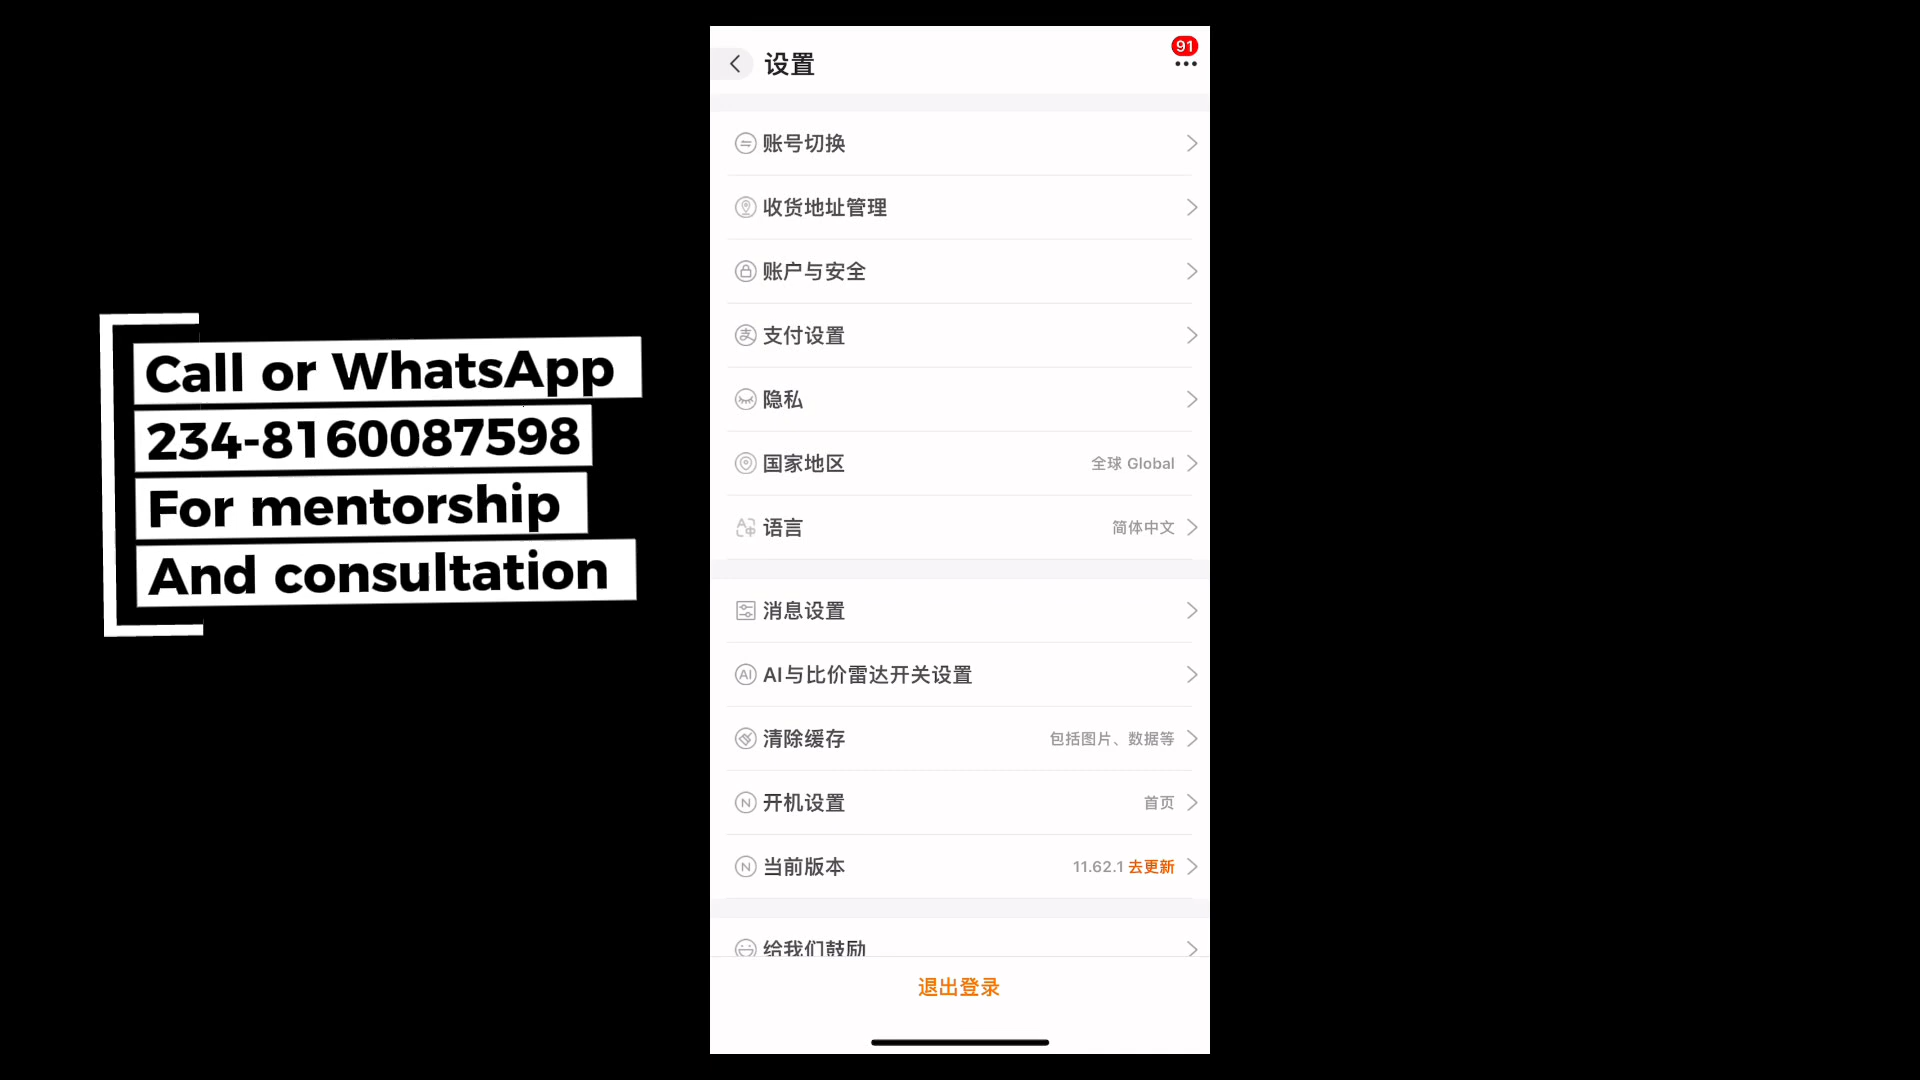 Call or WhatsApp
234-8160087598
For mentorship
And consultation
设置
91
账号切换
收货地址管理
账户与安全
支付设置
隐私
国家地区 全球 Global
语言 简体中文
消息设置
AI与比价雷达开关设置
清除缓存 包括图片、数据等
开机设置 首页
当前版本 11.62.1 去更新
给我们鼓励
退出登录